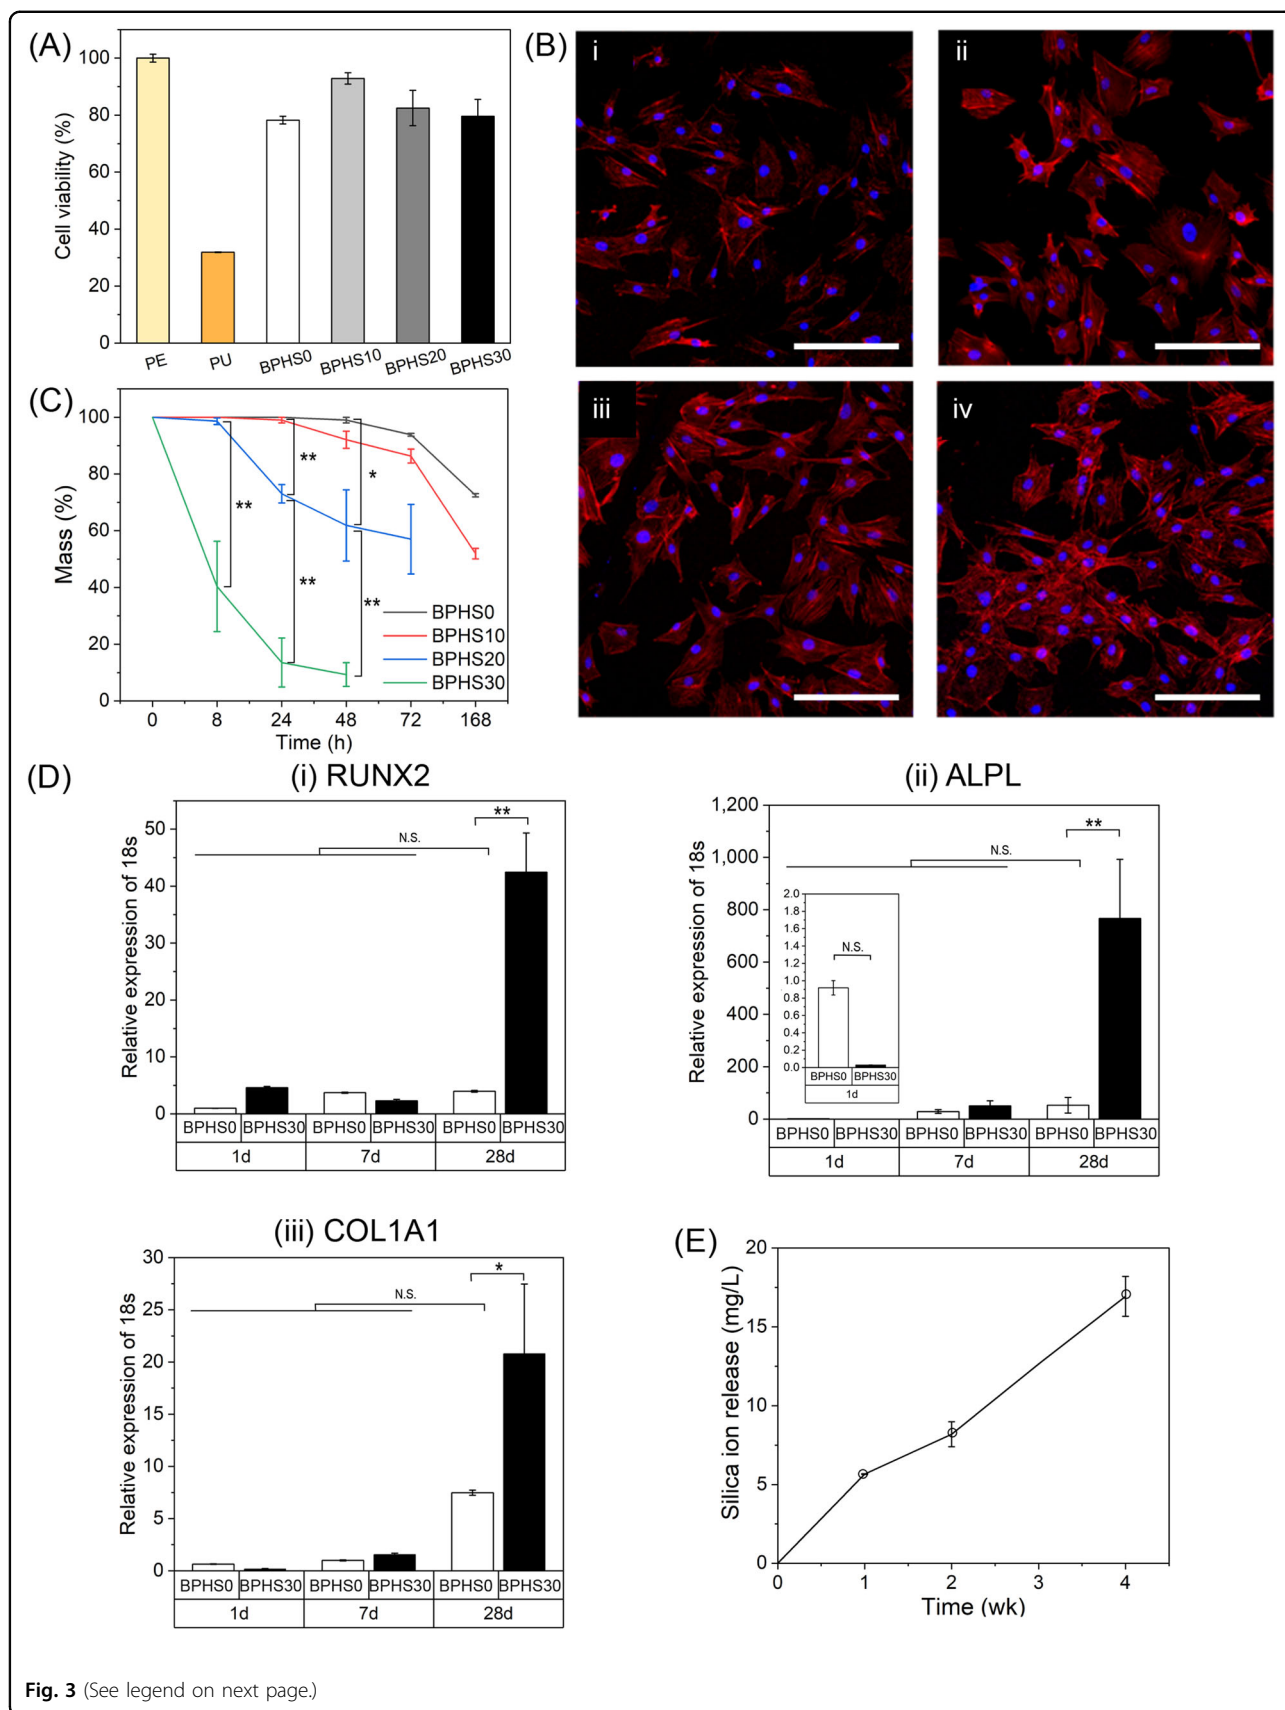 (A)
Cell viability (%)
100
80
60
40
20
0
PE
PU
BPHS0
BPHS10
BPHS20
BPHS30
(B)
i
ii
iii
iv
(C)
Mass (%)
100
80
60
40
20
0
**
**
*
**
**
BPHS0
BPHS10
BPHS20
BPHS30
0 8 24 48 72 168
Time (h)
(D)
(i) RUNX2
Relative expression of 18s
50
40
30
20
10
0
N.S.
**
BPHS0 BPHS30 BPHS0 BPHS30 BPHS0 BPHS30
1d 7d 28d
(ii) ALPL
Relative expression of 18s
1,200
1,000
800
600
400
200
0
N.S.
**
2.0
1.8
1.6
1.4
1.2
1.0
0.8
0.6
0.4
0.2
0.0
N.S.
BPHS0 BPHS30
1d
BPHS0 BPHS30 BPHS0 BPHS30 BPHS0 BPHS30
1d 7d 28d
(iii) COL1A1
Relative expression of 18s
30
25
20
15
10
5
0
N.S.
*
BPHS0 BPHS30 BPHS0 BPHS30 BPHS0 BPHS30
1d 7d 28d
(E)
Silica ion release (mg/L)
20
15
10
5
0
0 1 2 3 4
Time (wk)
Fig. 3 (See legend on next page.)